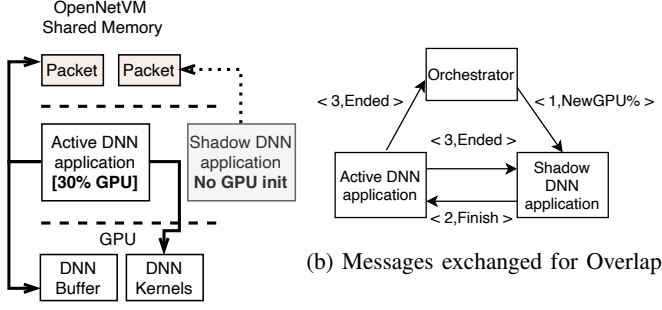 OpenNetVM
Shared Memory
Packet
Packet
Active DNN
application
[30% GPU]
Shadow DNN
application
No GPU init
GPU
DNN
Buffer
DNN
Kernels
Orchestrator
< 3,Ended >
< 1,NewGPU% >
< 3,Ended >
Active DNN
application
Shadow
DNN
application
< 2,Finish >
(b) Messages exchanged for Overlap